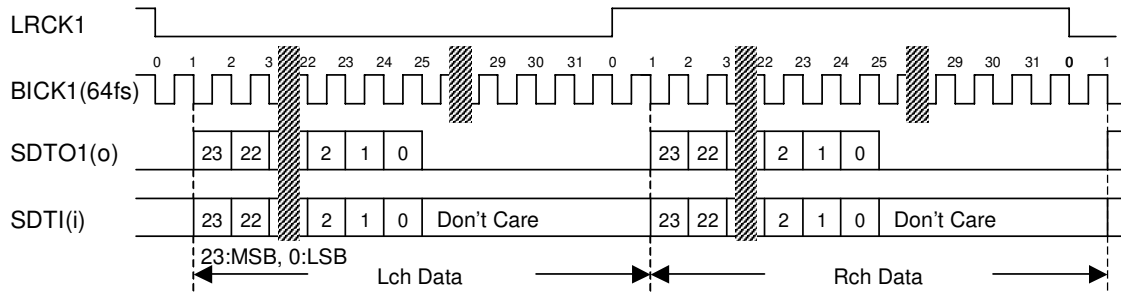 LRCK1
0 1 2 3 22 23 24 25 29 30 31 0 1 2 3 22 23 24 25 29 30 31 0 1
BICK1(64fs)
SDTO1(o) 23 22 2 1 0 23 22 2 1 0
SDTI(i) 23 22 2 1 0 Don't Care 23 22 2 1 0 Don't Care
23:MSB, 0:LSB
Lch Data Rch Data